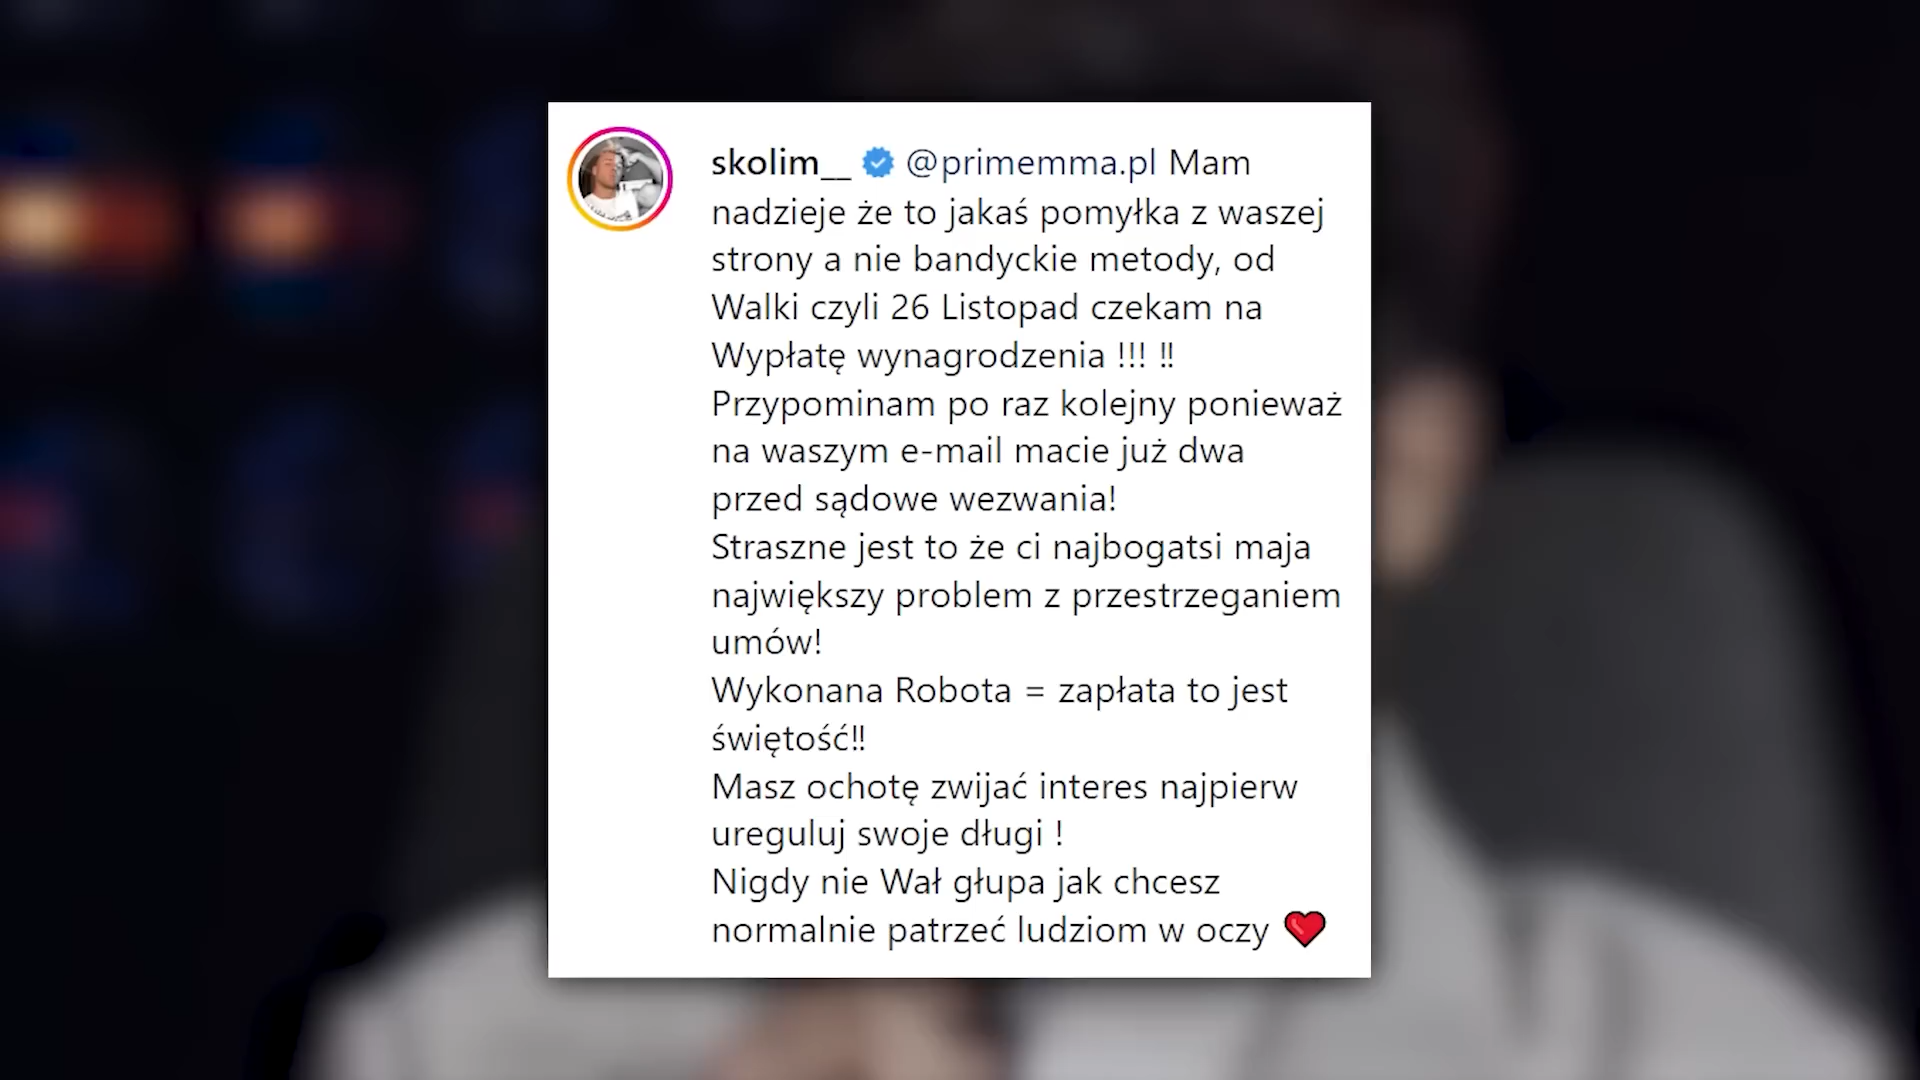 skolim__ @primemma.pl Mam
nadzieje że to jakaś pomyłka z waszej
strony a nie bandyckie metody, od
Walki czyli 26 Listopad czekam na
Wypłatę wynagrodzenia !!! ‼
Przypominam po raz kolejny ponieważ
na waszym e-mail macie już dwa
przed sądowe wezwania!
Straszne jest to że ci najbogatsi maja
największy problem z przestrzeganiem
umów!
Wykonana Robota = zapłata to jest
świętość‼
Masz ochotę zwijać interes najpierw
ureguluj swoje długi !
Nigdy nie Wał głupa jak chcesz
normalnie patrzeć ludziom w oczy ❤